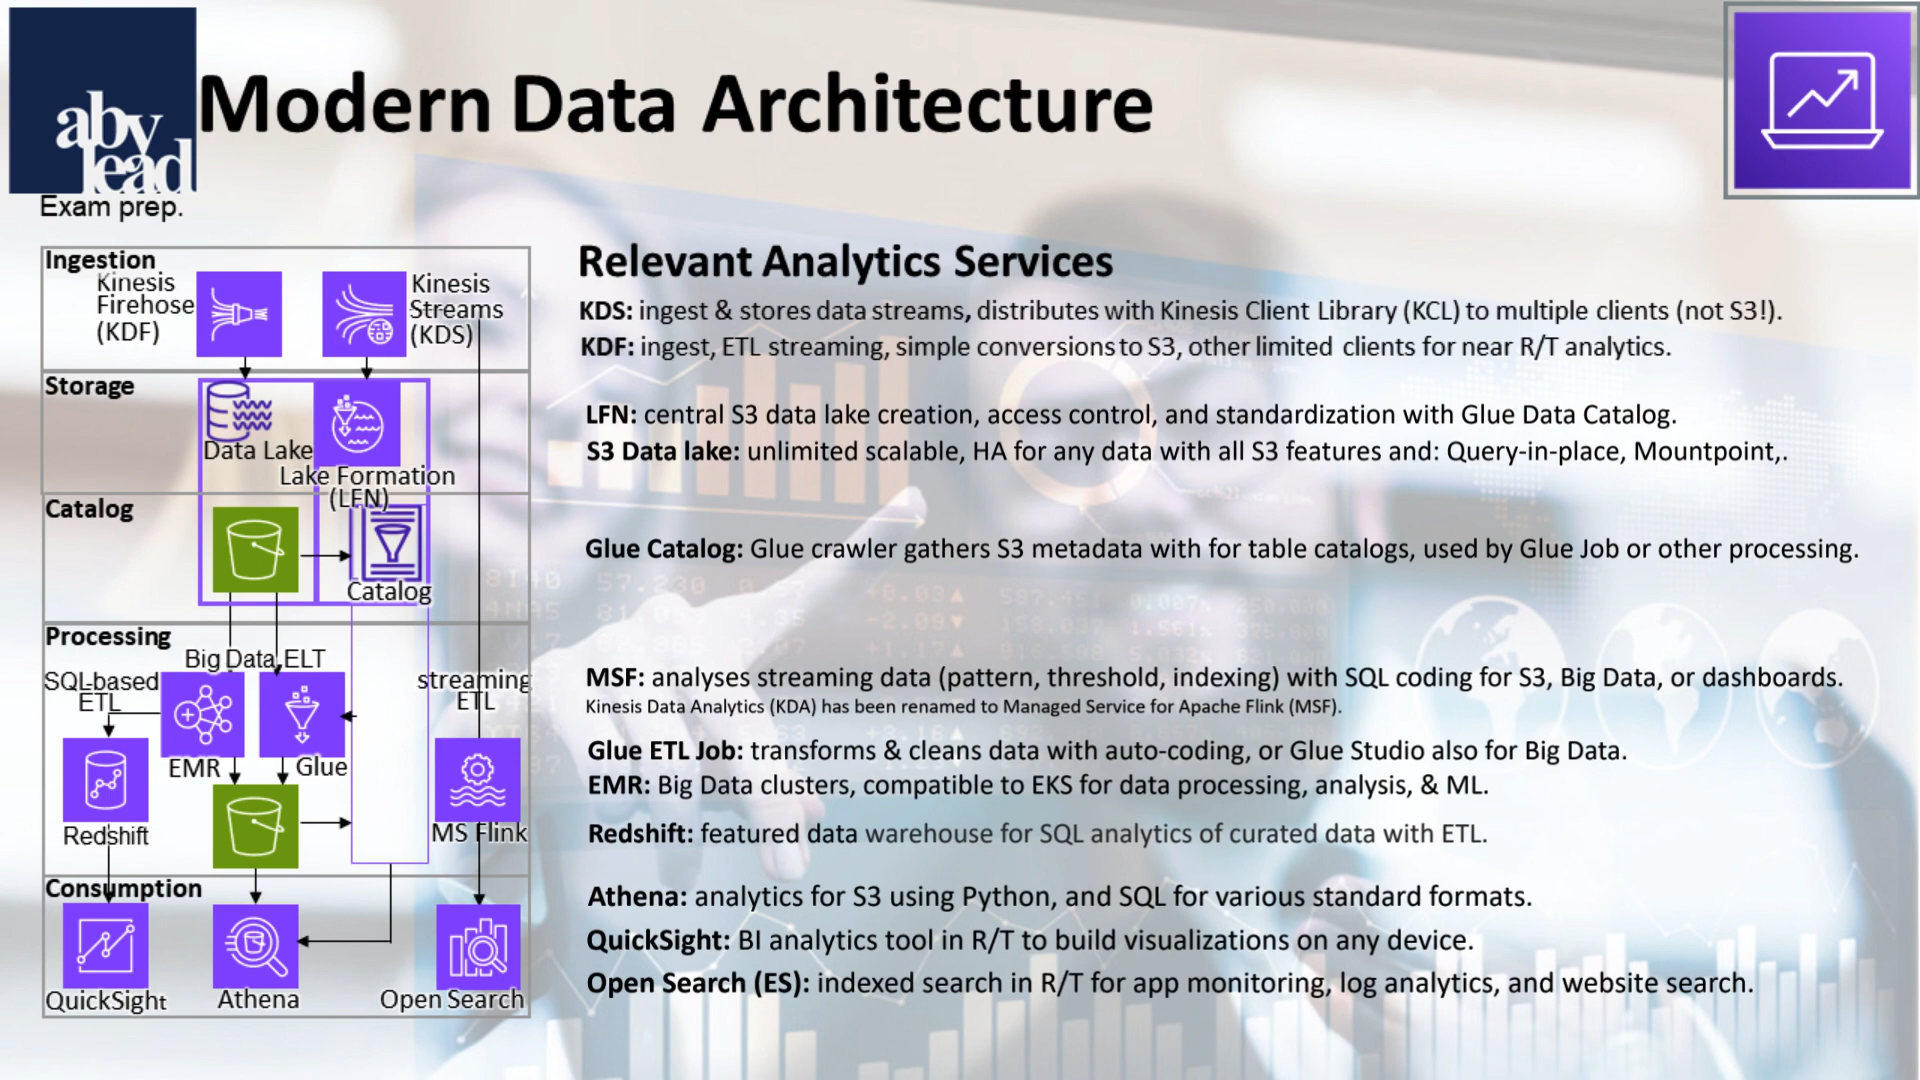 aby
lead
Modern Data Architecture
Exam prep.
Ingestion
Kinesis
Firehose
(KDF)
Kinesis
Streams
(KDS)
Storage
Data Lake
Lake Formation
(LFN)
Catalog
Catalog
Processing
Big Data ELT
SQL-based
ETL
streaming
ETL
EMR
Glue
Redshift
MS Flink
Consumption
QuickSight
Athena
Open Search
Relevant Analytics Services
KDS: ingest & stores data streams, distributes with Kinesis Client Library (KCL) to multiple clients (not S3!).
KDF: ingest, ETL streaming, simple conversions to S3, other limited clients for near R/T analytics.
LFN: central S3 data lake creation, access control, and standardization with Glue Data Catalog.
S3 Data lake: unlimited scalable, HA for any data with all S3 features and: Query-in-place, Mountpoint,.
Glue Catalog: Glue crawler gathers S3 metadata with for table catalogs, used by Glue Job or other processing.
MSF: analyses streaming data (pattern, threshold, indexing) with SQL coding for S3, Big Data, or dashboards.
Kinesis Data Analytics (KDA) has been renamed to Managed Service for Apache Flink (MSF).
Glue ETL Job: transforms & cleans data with auto-coding, or Glue Studio also for Big Data.
EMR: Big Data clusters, compatible to EKS for data processing, analysis, & ML.
Redshift: featured data warehouse for SQL analytics of curated data with ETL.
Athena: analytics for S3 using Python, and SQL for various standard formats.
QuickSight: BI analytics tool in R/T to build visualizations on any device.
Open Search (ES): indexed search in R/T for app monitoring, log analytics, and website search.